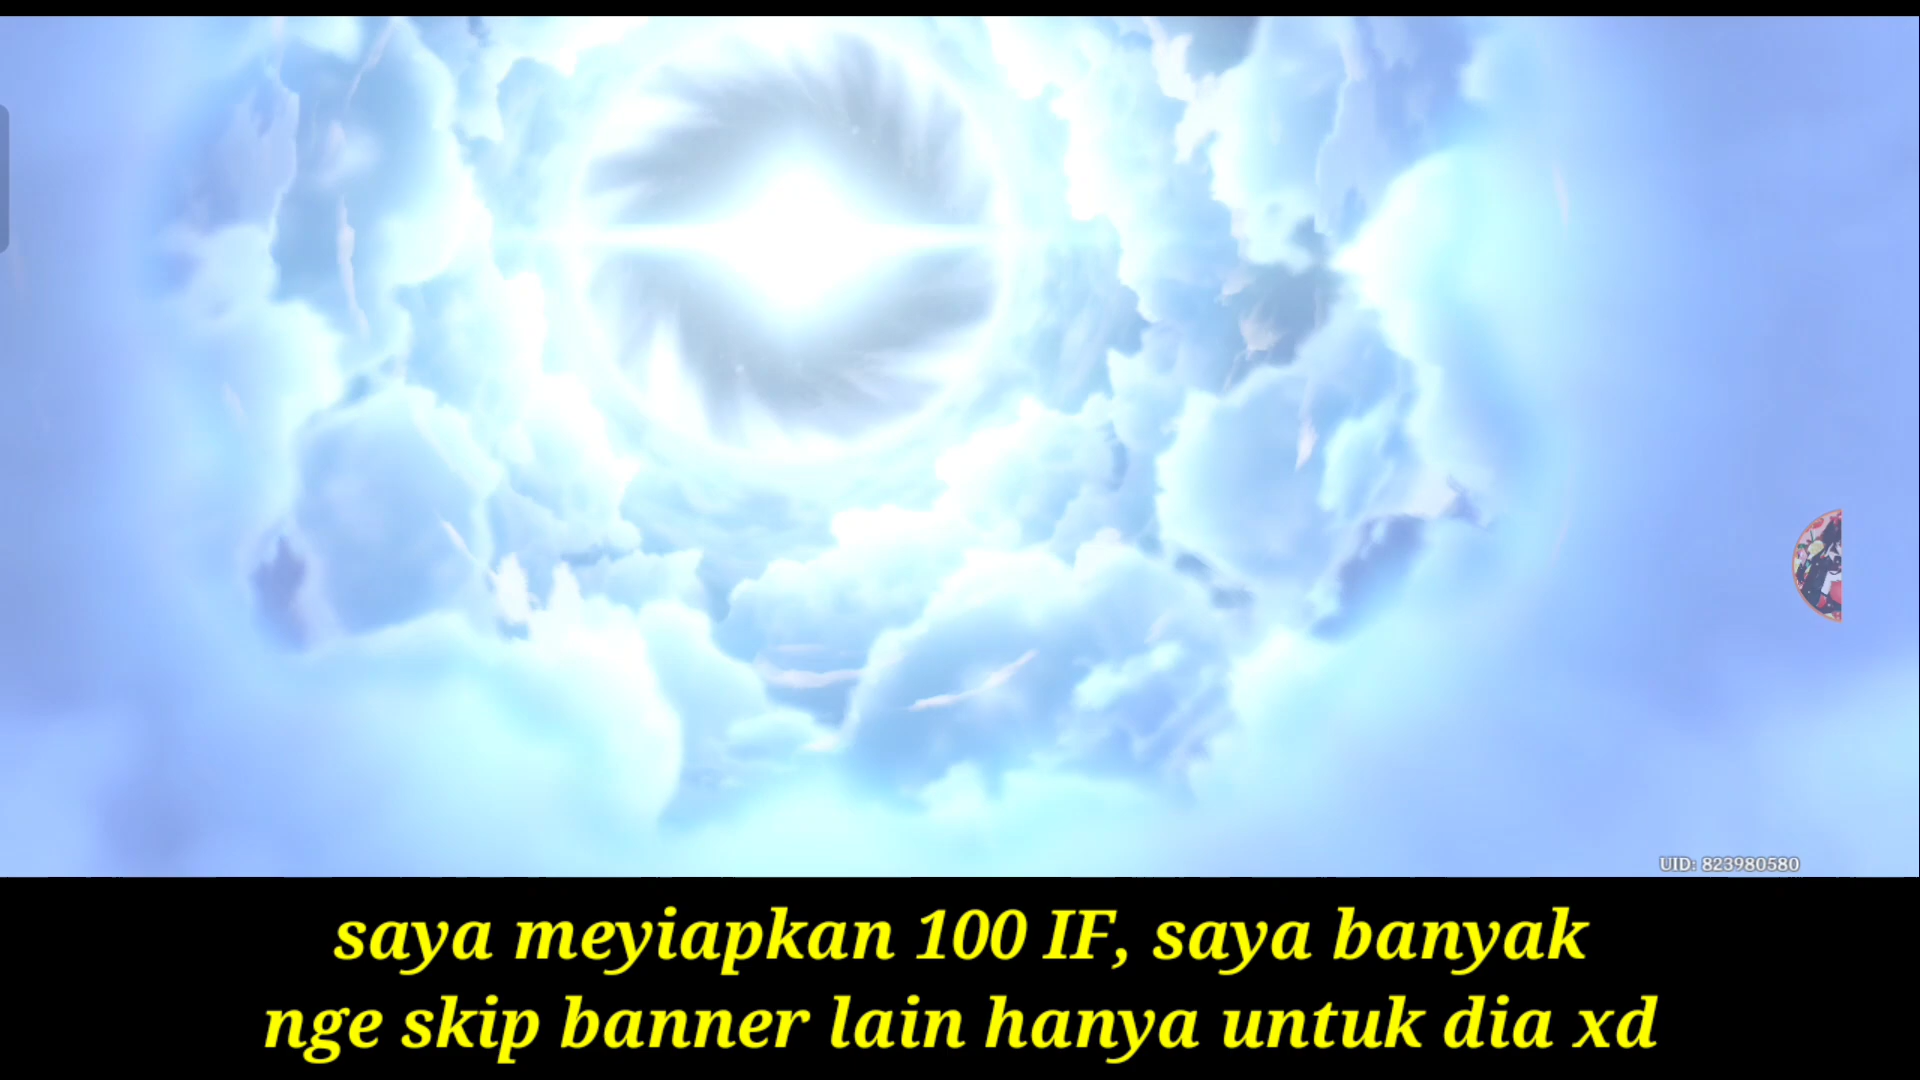 UID: 823980580
saya meyiapkan 100 IF, saya banyak
nge skip banner lain hanya untuk dia xd